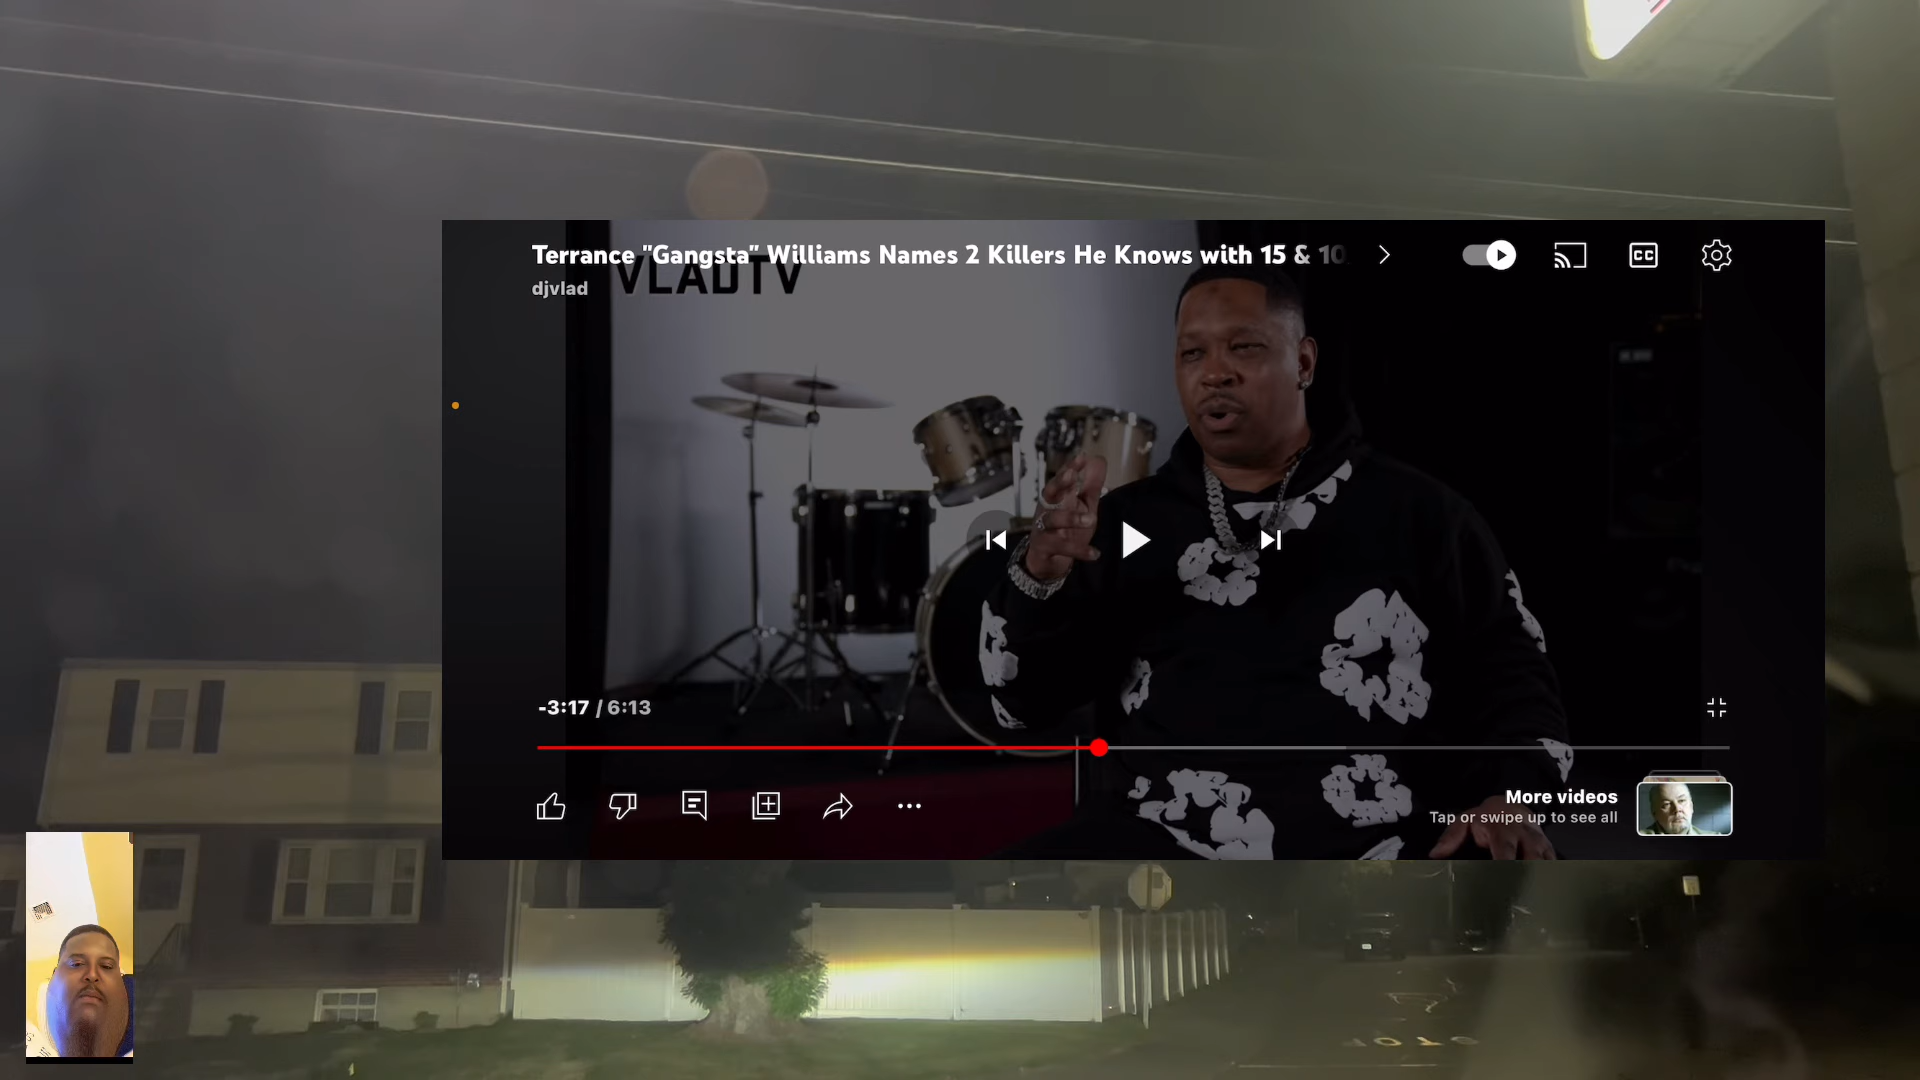 Terrance "Gangsta" Williams Names 2 Killers He Knows with 15 & 10
djvlad
VLADTV
CC
-3:17 / 6:13
More videos
Tap or swipe up to see all